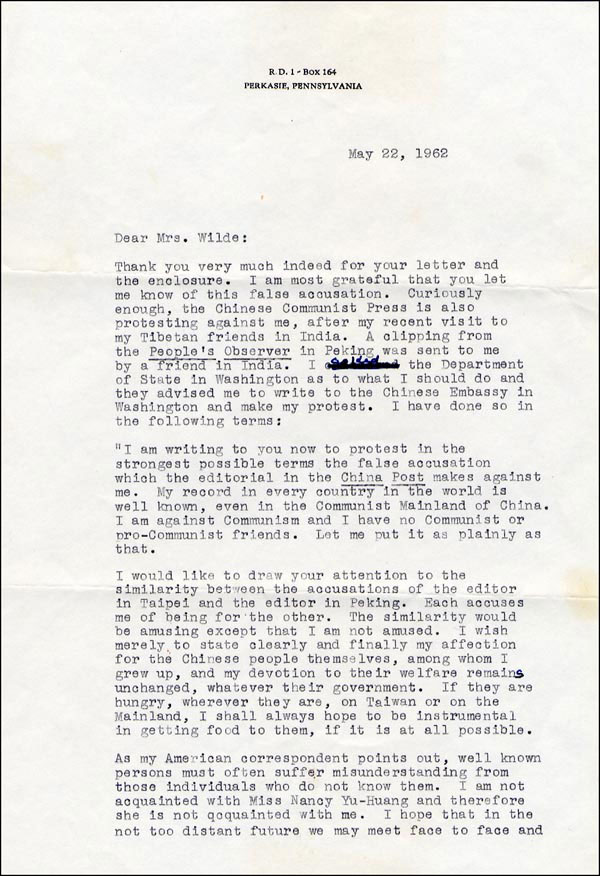 R. D. 1 - Box 164
PERKASIE, PENNSYLVANIA
May 22, 1962
Dear Mrs. Wilde:
Thank you very much indeed for your letter and
the enclosure. I am most grateful that you let
me know of this false accusation. Curiously
enough, the Chinese Communist Press is also
protesting against me, after my recent visit to
my Tibetan friends in India. A clipping from
the People's Observer in Peking was sent to me
by a friend in India. I asked the Department
of State in Washington as to what I should do and
they advised me to write to the Chinese Embassy in
Washington and make my protest. I have done so in
the following terms:
"I am writing to you now to protest in the
strongest possible terms the false accusation
which the editorial in the China Post makes against
me. My record in every country in the world is
well known, even in the Communist Mainland of China.
I am against Communism and I have no Communist or
pro-Communist friends. Let me put it as plainly as
that.
I would like to draw your attention to the
similarity between the accusations of the editor
in Taipei and the editor in Peking. Each accuses
me of being for the other. The similarity would
be amusing except that I am not amused. I wish
merely to state clearly and finally my affection
for the Chinese people themselves, among whom I
grew up, and my devotion to their welfare remains
unchanged, whatever their government. If they are
hungry, wherever they are, on Taiwan or on the
Mainland, I shall always hope to be instrumental
in getting food to them, if it is at all possible.
As my American correspondent points out, well known
persons must often suffer misunderstanding from
those individuals who do not know them. I am not
acquainted with Miss Nancy Yu-Huang and therefore
she is not qcquainted with me. I hope that in the
not too distant future we may meet face to face and